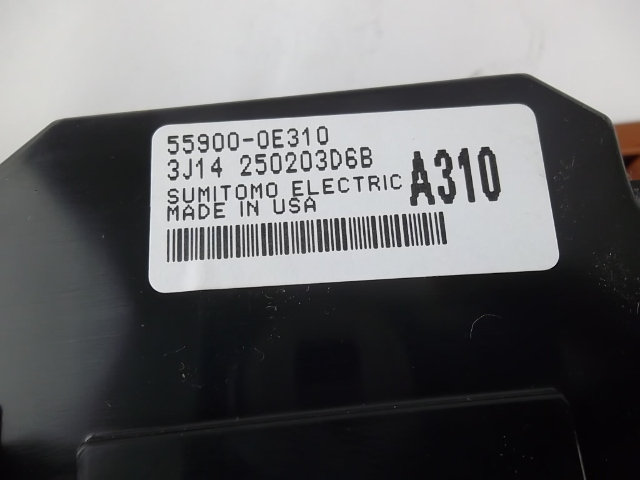 55900-0E310
3J14 250203D6B
SUMITOMO ELECTRIC A310
MADE IN USA